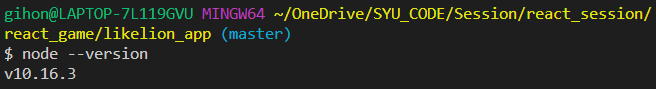 gihon@LAPTOP-7L119GVU MINGW64 ~/OneDrive/SYU_CODE/Session/react_session/
react_game/likelion_app (master)
$ node --version
v10.16.3